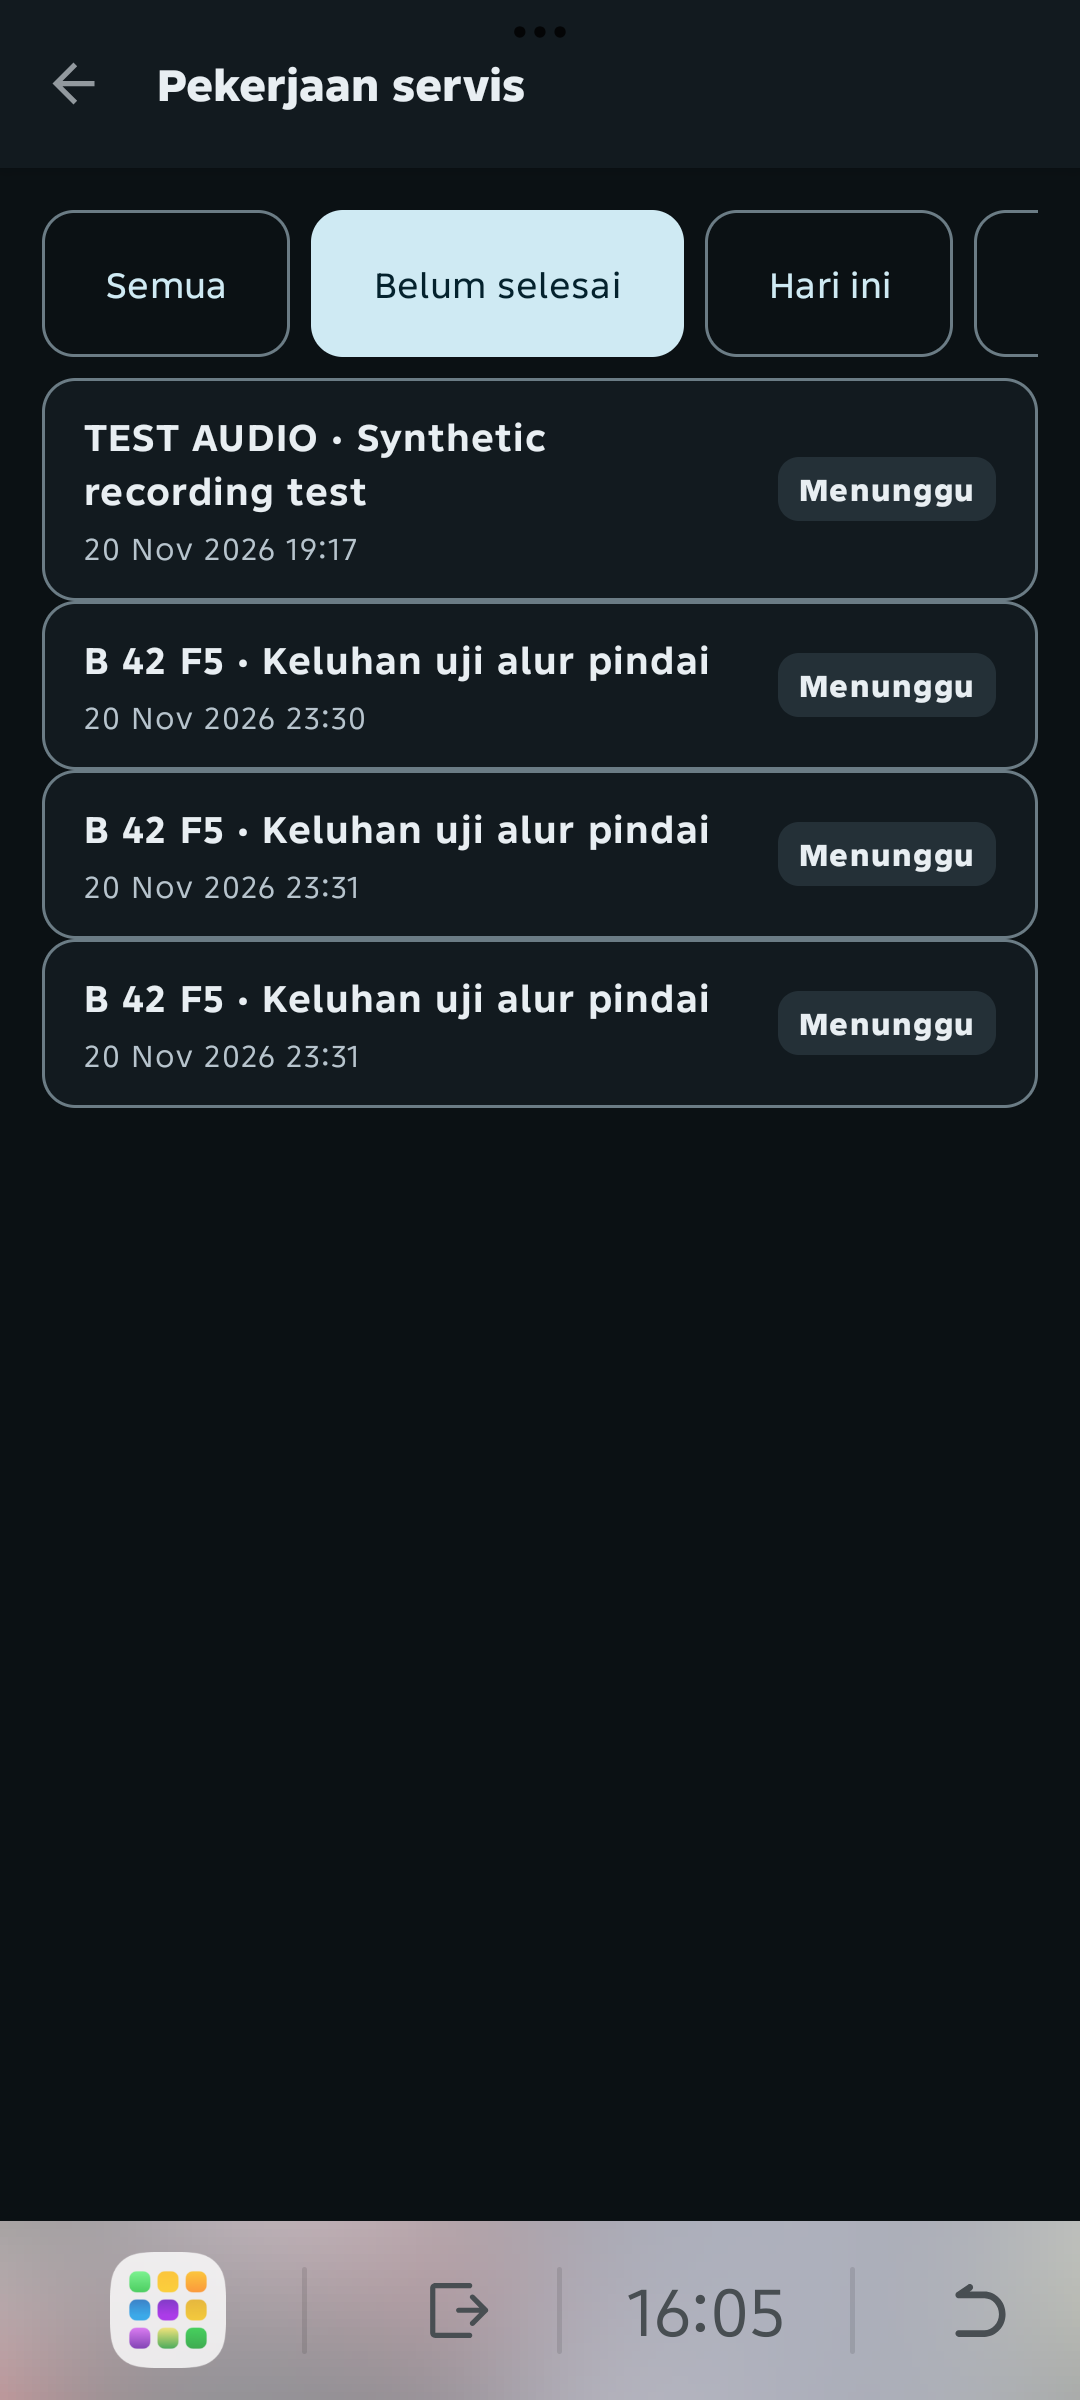 Pekerjaan servis
Semua
Belum selesai
Hari ini
TEST AUDIO • Synthetic
recording test
20 Nov 2026 19:17
Menunggu
B 42 F5 • Keluhan uji alur pindai
20 Nov 2026 23:30
Menunggu
B 42 F5 • Keluhan uji alur pindai
20 Nov 2026 23:31
Menunggu
B 42 F5 • Keluhan uji alur pindai
20 Nov 2026 23:31
Menunggu
16:05